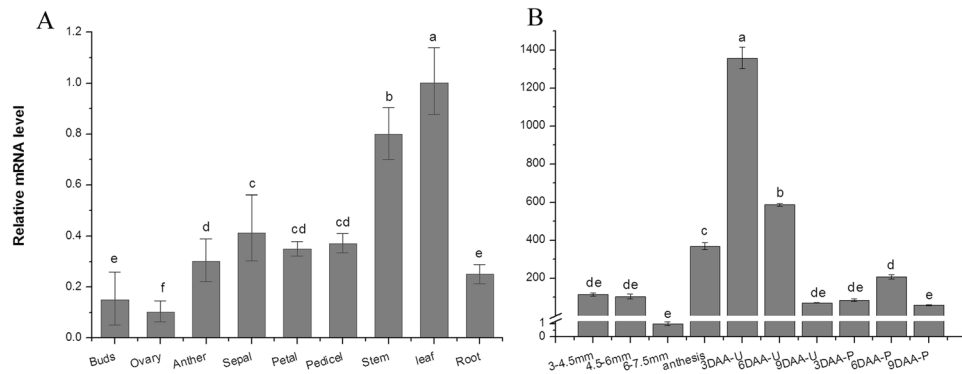 A
Relative mRNA level
1.2
1.0
0.8
0.6
0.4
0.2
0.0
e
f
d
c
cd
cd
b
a
e
Buds Ovary Anther Sepal Petal Pedicel Stem leaf Root
B
1400
1200
1000
800
600
400
200
1
0
de
de
e
c
a
b
de
de
d
e
3-4.5mm 4.5-6mm 6-7.5mm anthesis 3DAA-U 6DAA-U 9DAA-U 3DAA-P 6DAA-P 9DAA-P